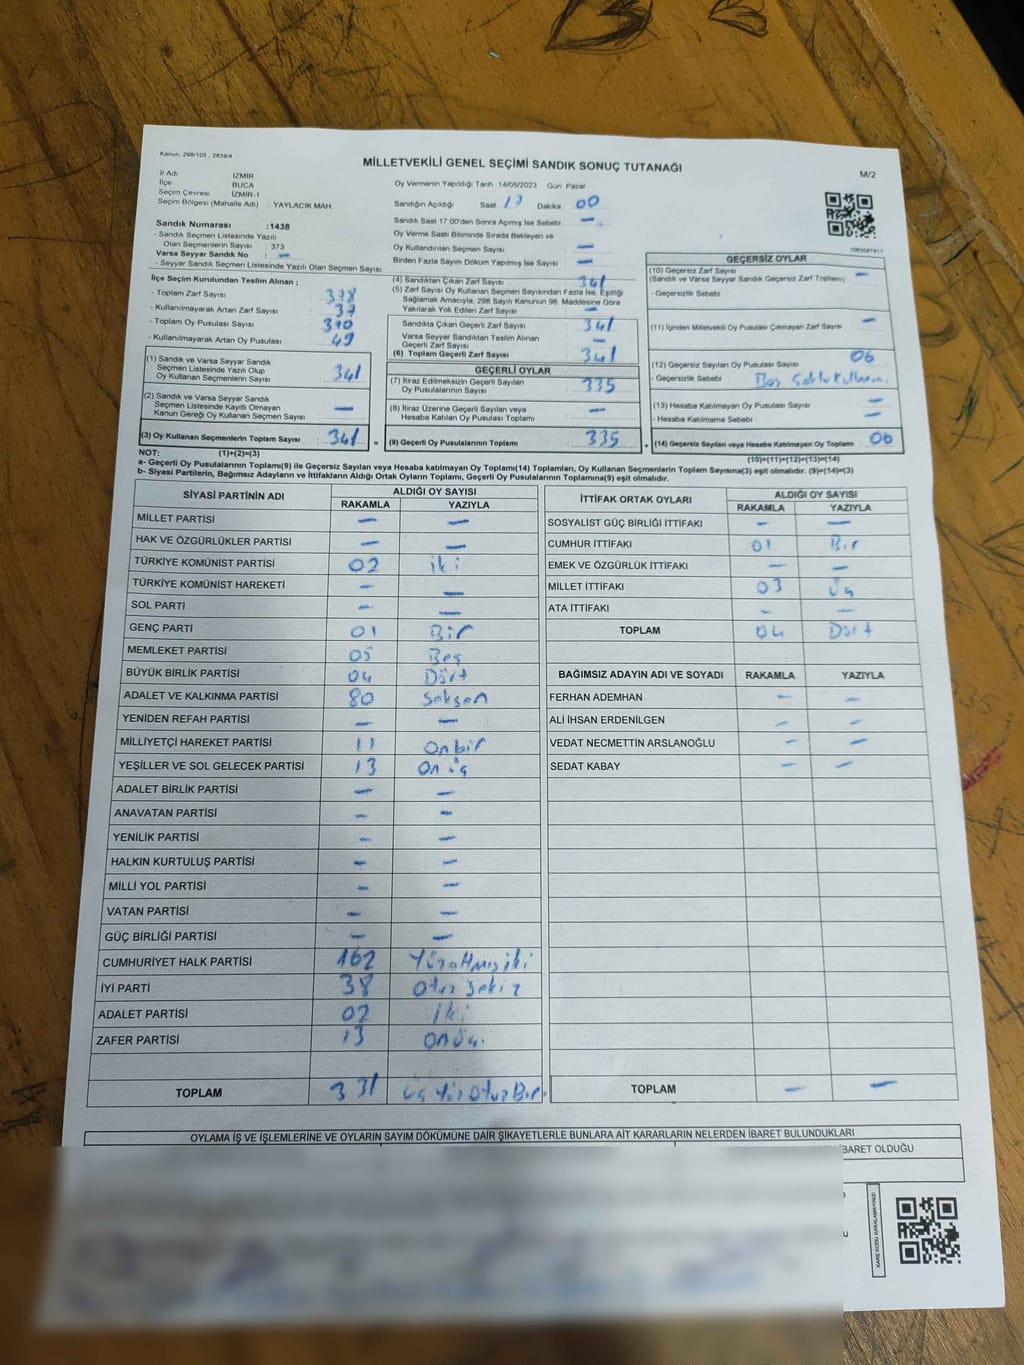 Kanun: 298/105 , 2839/4
MİLLETVEKİLİ GENEL SEÇİMİ SANDIK SONUÇ TUTANAĞI
M/2
İl Adı İZMİR
İlçe BUCA
Seçim Çevresi İZMİR-1
Seçim Bölgesi (Mahalle Adı) : YAYLACIK MAH.
Oy Vermenin Yapıldığı Tarih :14/05/2023 Gün: Pazar
Sandığın Açıldığı Saat: 17 Dakika: 00
Sandık Saat 17:00'den Sonra Açılmış İse Sebebi : —
Oy Verme Saati Bitiminde Sırada Bekleyen ve
Oy Kullandırılan Seçmen Sayısı : —
Birden Fazla Sayım Döküm Yapılmış İse Sayısı : —
Sandık Numarası :1438
- Sandık Seçmen Listesinde Yazılı
Olan Seçmenlerin Sayısı : 373
Varsa Seyyar Sandık No : —
- Seyyar Sandık Seçmen Listesinde Yazılı Olan Seçmen Sayısı
İlçe Seçim Kurulundan Teslim Alınan ;
- Toplam Zarf Sayısı : 378
- Kullanılmayarak Artan Zarf Sayısı : 37
- Toplam Oy Pusulası Sayısı : 390
- Kullanılmayarak Artan Oy Pusulası : 49
(1) Sandık ve Varsa Seyyar Sandık
Seçmen Listesinde Yazılı Olup
Oy Kullanan Seçmenlerin Sayısı : 341
(2) Sandık ve Varsa Seyyar Sandık
Seçmen Listesinde Kayıtlı Olmayan
Kanun Gereği Oy Kullanan Seçmen Sayısı : —
(3) Oy Kullanan Seçmenlerin Toplam Sayısı : 341
(4) Sandıktan Çıkan Zarf Sayısı : 341
(5) Zarf Sayısı Oy Kullanan Seçmen Sayısından Fazla İse, Eşitliği
Sağlamak Amacıyla, 298 Sayılı Kanunun 98. Maddesine Göre
Yakılarak Yok Edilen Zarf Sayısı : —
Sandıkta Çıkan Geçerli Zarf Sayısı : 341
Varsa Seyyar Sandıktan Teslim Alınan
Geçerli Zarf Sayısı : —
(6) Toplam Geçerli Zarf Sayısı : 341
GEÇERLİ OYLAR
(7) İtiraz Edilmeksizin Geçerli Sayılan
Oy Pusulalarının Sayısı : 335
(8) İtiraz Üzerine Geçerli Sayılan veya
Hesaba Katılan Oy Pusulası Toplamı : —
= (9) Geçerli Oy Pusulalarının Toplamı : 335
GEÇERSİZ OYLAR
(10) Geçersiz Zarf Sayısı : —
(Sandık ve Varsa Seyyar Sandık Geçersiz Zarf Toplamı)
- Geçersizlik Sebebi
(11) İçinden Milletvekili Oy Pusulası Çıkmayan Zarf Sayısı : —
(12) Geçersiz Sayılan Oy Pusulası Sayısı : 06
- Geçersizlik Sebebi : Boş
(13) Hesaba Katılmayan Oy Pusulası Sayısı : —
- Hesaba Katılmama Sebebi : —
+ (14) Geçersiz Sayılan veya Hesaba Katılmayan Oy Toplamı : 06
NOT: (1)+(2)=(3) (10)+(11)+(12)+(13)=(14)
a- Geçerli Oy Pusulalarının Toplamı(9) ile Geçersiz Sayılan veya Hesaba katılmayan Oy Toplamı(14) Toplamları, Oy Kullanan Seçmenlerin Toplam Sayısına(3) eşit olmalıdır. (9)+(14)=(3)
b- Siyasi Partilerin, Bağımsız Adayların ve İttifakların Aldığı Ortak Oyların Toplamı, Geçerli Oy Pusulalarının Toplamına(9) eşit olmalıdır.
SİYASİ PARTİNİN ADI ALDIĞI OY SAYISI
RAKAMLA YAZIYLA
MİLLET PARTİSİ — —
HAK VE ÖZGÜRLÜKLER PARTİSİ — —
TÜRKİYE KOMÜNİST PARTİSİ 02 iki
TÜRKİYE KOMÜNİST HAREKETİ — —
SOL PARTİ — —
GENÇ PARTİ 01 Bir
MEMLEKET PARTİSİ 05 Beş
BÜYÜK BİRLİK PARTİSİ 04 Dört
ADALET VE KALKINMA PARTİSİ 80 Seksen
YENİDEN REFAH PARTİSİ — —
MİLLİYETÇİ HAREKET PARTİSİ 11 Onbir
YEŞİLLER VE SOL GELECEK PARTİSİ 13 On üç
ADALET BİRLİK PARTİSİ — —
ANAVATAN PARTİSİ — —
YENİLİK PARTİSİ — —
HALKIN KURTULUŞ PARTİSİ — —
MİLLİ YOL PARTİSİ — —
VATAN PARTİSİ — —
GÜÇ BİRLİĞİ PARTİSİ — —
CUMHURİYET HALK PARTİSİ 162 Yüzaltmış iki
İYİ PARTİ 38 Otuz Sekiz
ADALET PARTİSİ 02 iki
ZAFER PARTİSİ 13 Onüç
TOPLAM 331 üç Yüz Otuz Bir
İTTİFAK ORTAK OYLARI ALDIĞI OY SAYISI
RAKAMLA YAZIYLA
SOSYALİST GÜÇ BİRLİĞİ İTTİFAKI — —
CUMHUR İTTİFAKI 01 Bir
EMEK VE ÖZGÜRLÜK İTTİFAKI — —
MİLLET İTTİFAKI 03 üç
ATA İTTİFAKI — —
TOPLAM 04 Dört
BAĞIMSIZ ADAYIN ADI VE SOYADI RAKAMLA YAZIYLA
FERHAN ADEMHAN — —
ALİ İHSAN ERDENİLGEN — —
VEDAT NECMETTİN ARSLANOĞLU — —
SEDAT KABAY — —
TOPLAM — —
OYLAMA İŞ VE İŞLEMLERİNE VE OYLARIN SAYIM DÖKÜMÜNE DAİR ŞİKAYETLERLE BUNLARA AİT KARARLARIN NELERDEN İBARET BULUNDUKLARI
İBARET OLDUĞU
KARE KODU KARALAMAYINIZ!